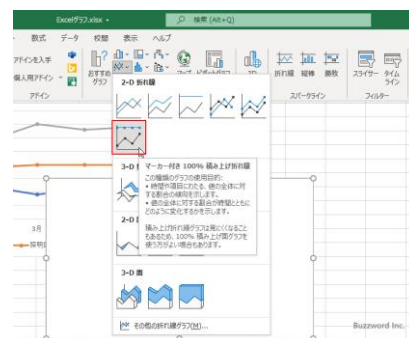 Excelグラフ.xlsx
検索 (Alt+Q)
数式 データ 校閲 表示 ヘルプ
アドインを入手
個人用アドイン
アドイン
おすすめ
グラフ
折れ線 縦棒 勝敗
スパークライン
スライサー タイム
ライン
フィルター
2-D 折れ線
マーカー付き 100% 積み上げ折れ線
この種類のグラフの使用目的:
• 時間や項目にわたる、値の全体に対
する割合の傾向を示します。
• 値の全体に対する割合が時間とともに
どのように変化するかを示します。
積み上げ折れ線グラフは見にくくなること
もあるため、100% 積み上げ面グラフを
使う方がよい場合もあります。
3月
3-D 面
その他の折れ線グラフ(M)...
Buzzword Inc.